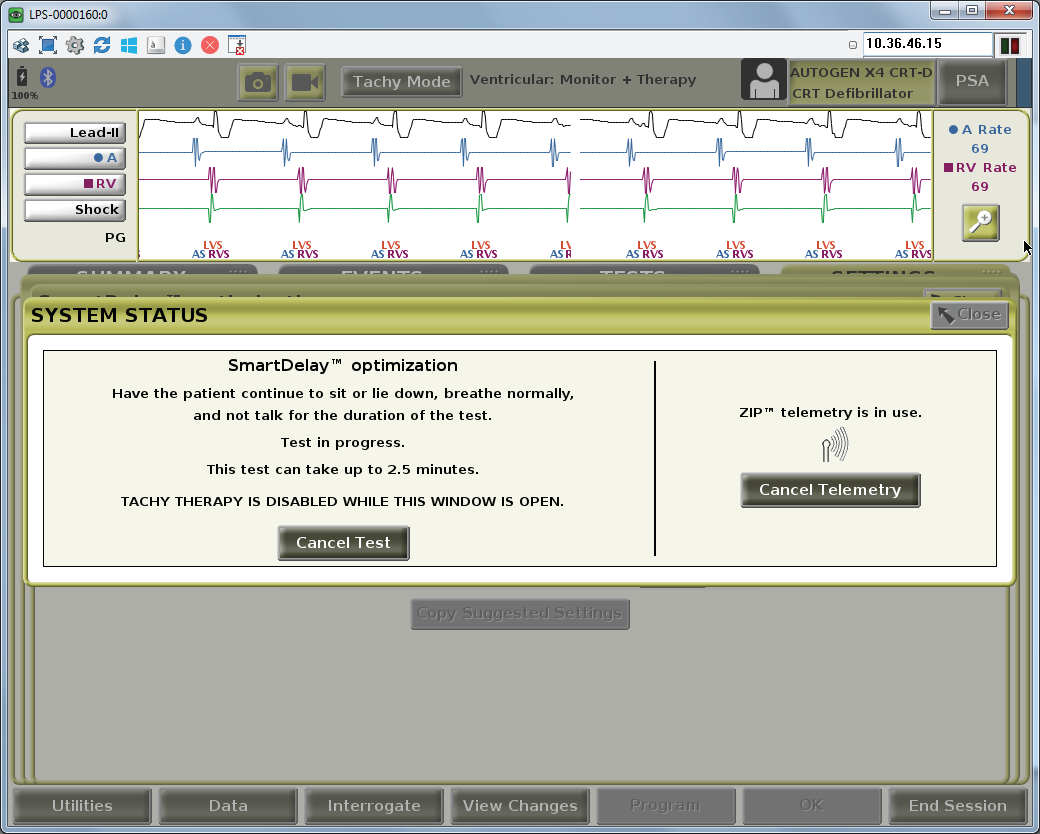 LPS-0000160:0
10.36.46.15
100%
Tachy Mode
Ventricular: Monitor + Therapy
AUTOGEN X4 CRT-D
CRT Defibrillator
PSA
Lead-II
A
RV
Shock
PG
LVS LVS LVS LVS LV LVS LVS LVS LVS
AS RVS AS RVS AS RVS AS RVS AS R AS RVS AS RVS AS RVS AS RVS
A Rate
69
RV Rate
69
SUMMARY EVENTS TESTS SETTINGS
SYSTEM STATUS
Close
SmartDelay™ optimization
Have the patient continue to sit or lie down, breathe normally,
and not talk for the duration of the test.
Test in progress.
This test can take up to 2.5 minutes.
TACHY THERAPY IS DISABLED WHILE THIS WINDOW IS OPEN.
Cancel Test
ZIP™ telemetry is in use.
Cancel Telemetry
Copy Suggested Settings
Utilities
Data
Interrogate
View Changes
Program
OK
End Session